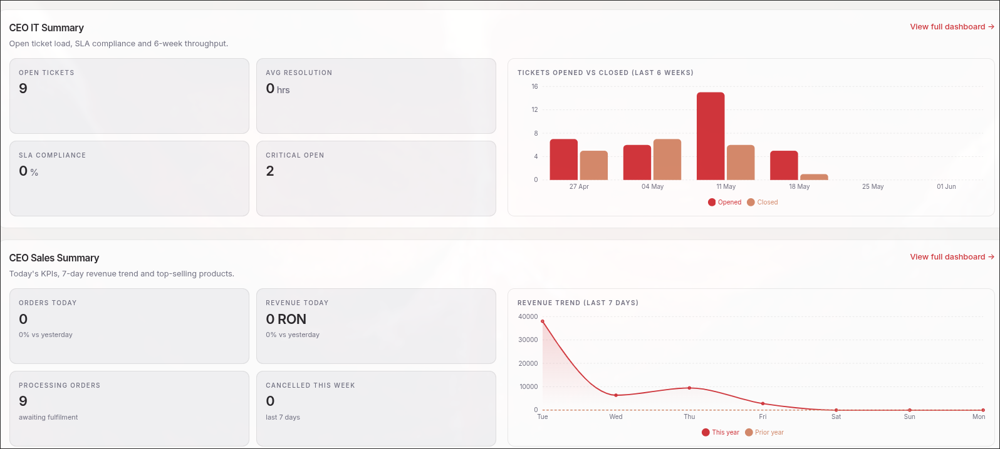 CEO IT Summary
View full dashboard →
Open ticket load, SLA compliance and 6-week throughput.
OPEN TICKETS
9
AVG RESOLUTION
0 hrs
SLA COMPLIANCE
0 %
CRITICAL OPEN
2
TICKETS OPENED VS CLOSED (LAST 6 WEEKS)
16
12
8
4
0
27 Apr
04 May
11 May
18 May
25 May
01 Jun
Opened
Closed
CEO Sales Summary
View full dashboard →
Today's KPIs, 7-day revenue trend and top-selling products.
ORDERS TODAY
0
0% vs yesterday
REVENUE TODAY
0 RON
0% vs yesterday
PROCESSING ORDERS
9
awaiting fulfilment
CANCELLED THIS WEEK
0
last 7 days
REVENUE TREND (LAST 7 DAYS)
40000
30000
20000
10000
0
Tue
Wed
Thu
Fri
Sat
Sun
Mon
This year
Prior year